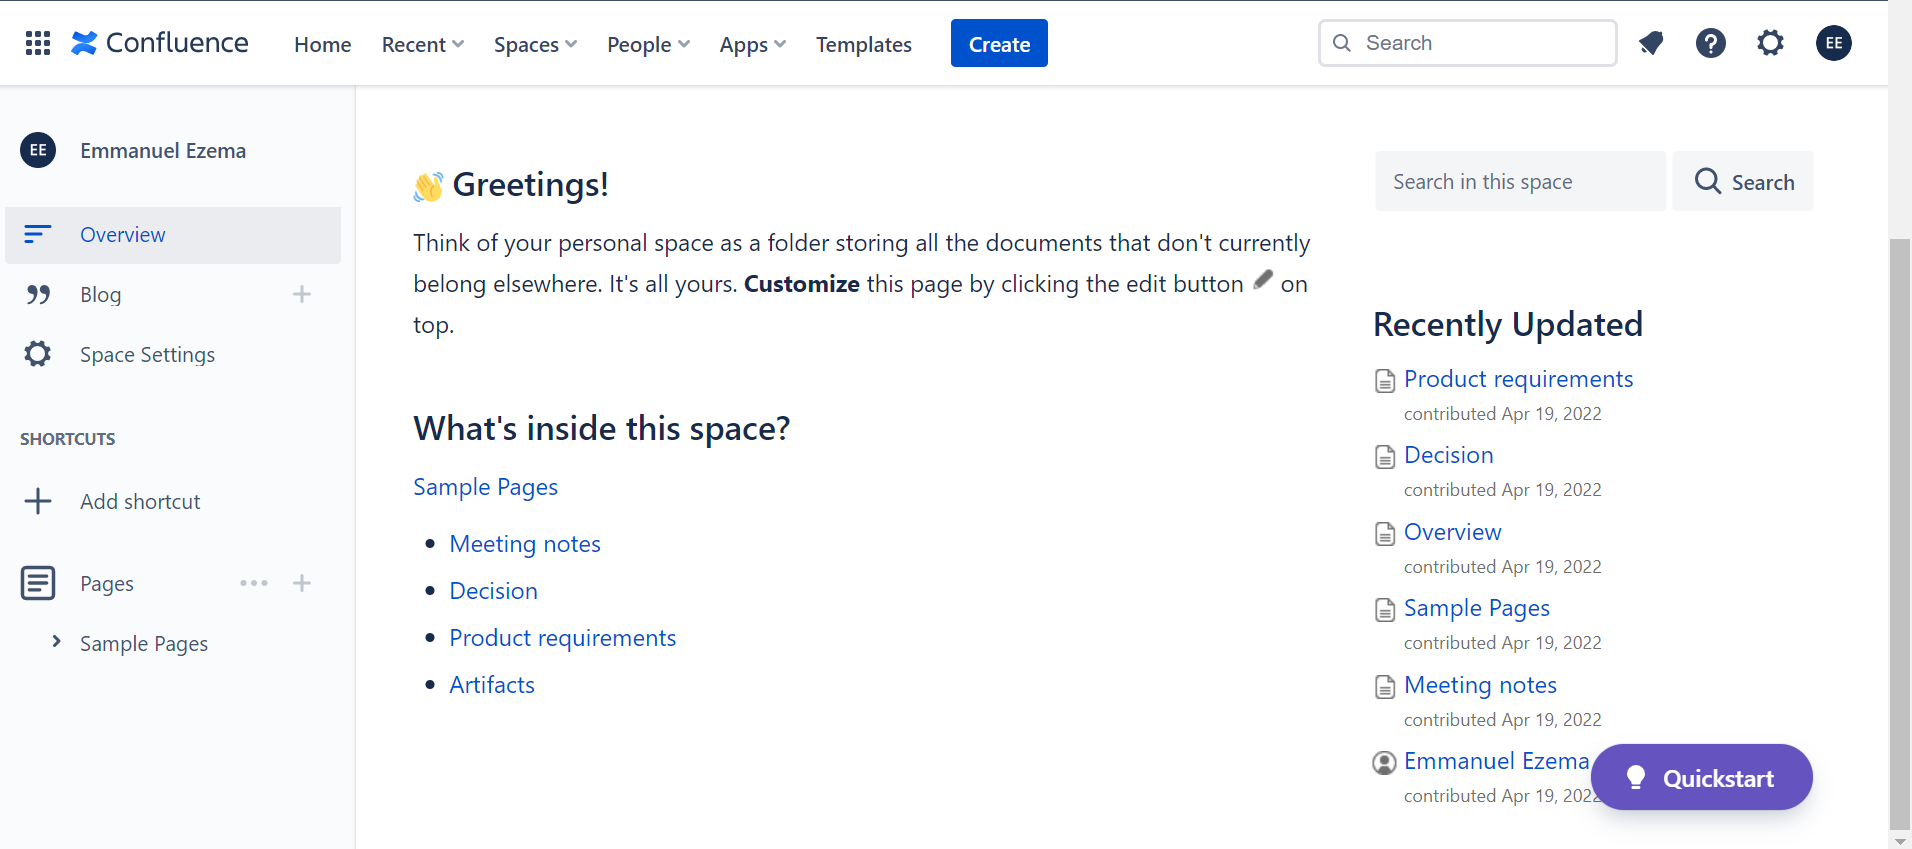 Confluence
Home
Recent
Spaces
People
Apps
Templates
Create
Search
EE
EE
Emmanuel Ezema
Overview
Blog
Space Settings
SHORTCUTS
Add shortcut
Pages
Sample Pages
Greetings!
Think of your personal space as a folder storing all the documents that don't currently
belong elsewhere. It's all yours. Customize this page by clicking the edit button on
top.
What's inside this space?
Sample Pages
Meeting notes
Decision
Product requirements
Artifacts
Search in this space
Search
Recently Updated
Product requirements
contributed Apr 19, 2022
Decision
contributed Apr 19, 2022
Overview
contributed Apr 19, 2022
Sample Pages
contributed Apr 19, 2022
Meeting notes
contributed Apr 19, 2022
Emmanuel Ezema
contributed Apr 19, 2022
Quickstart